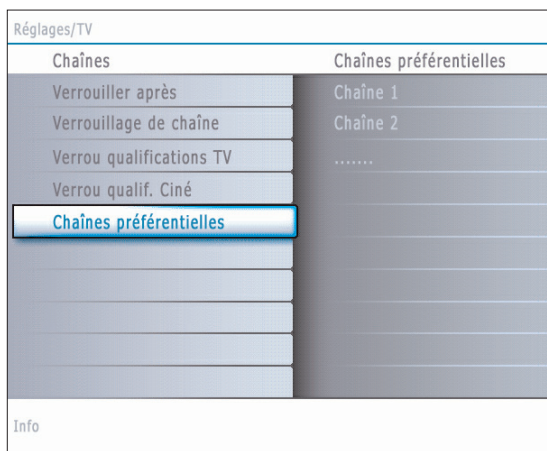 Réglages/TV
Chaînes
Chaînes préférentielles
Verrouiller après
Chaîne 1
Verrouillage de chaîne
Chaîne 2
Verrou qualifications TV
.......
Verrou qualif. Ciné
Chaînes préférentielles
Info